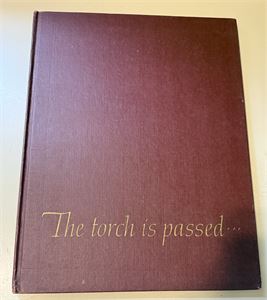 The torch is passed...